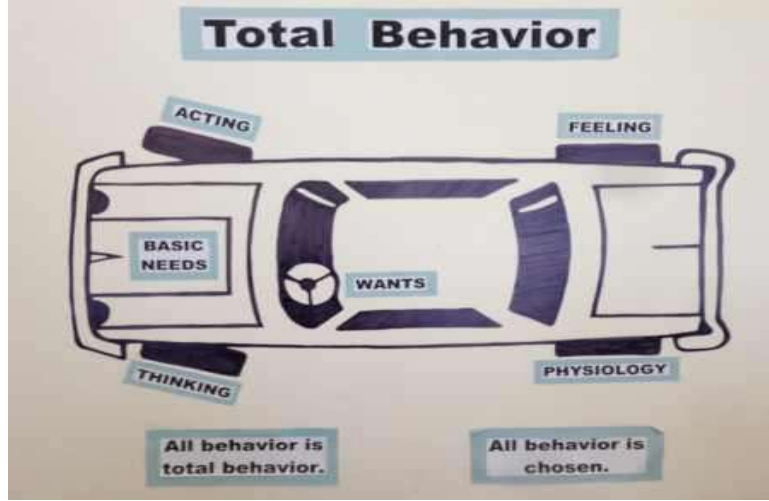 Total Behavior
ACTING
FEELING
BASIC
NEEDS
WANTS
THINKING
PHYSIOLOGY
All behavior is
total behavior.
All behavior is
chosen.